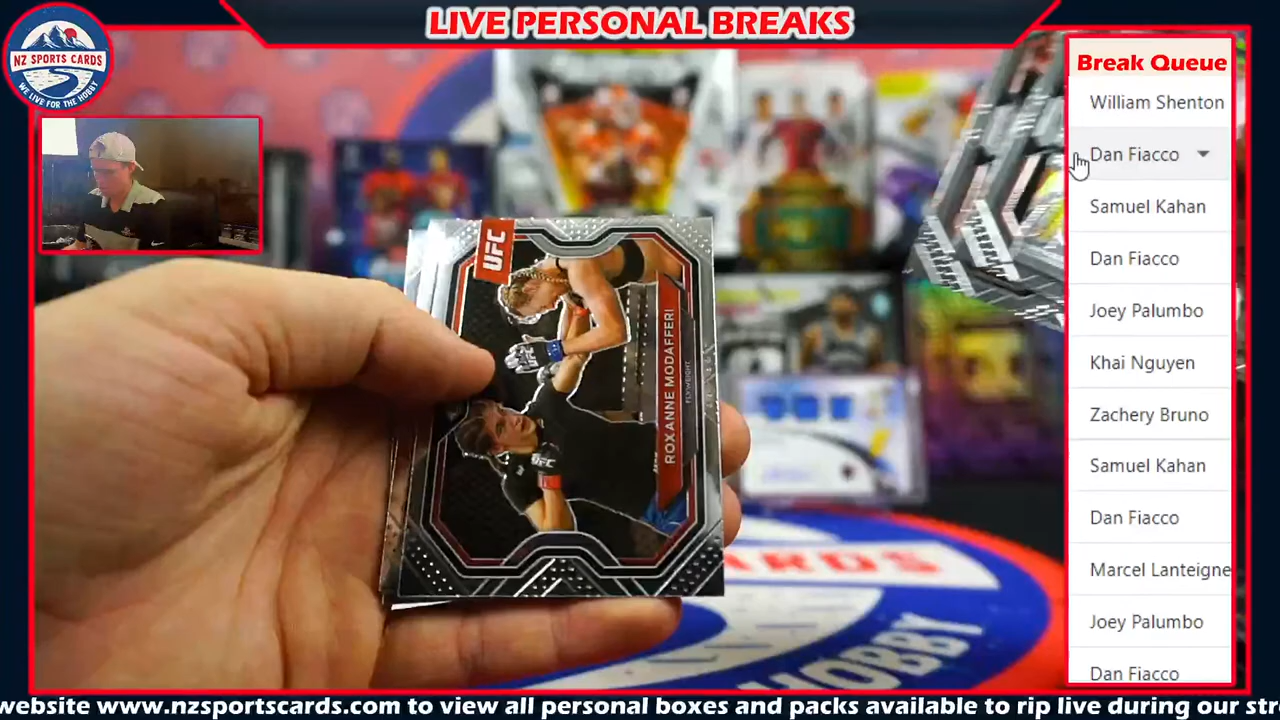 LIVE PERSONAL BREAKS
NZ SPORTS CARDS
WE LIVE FOR THE HOBBY
Break Queue
William Shenton
Dan Fiacco
Samuel Kahan
Dan Fiacco
Joey Palumbo
Khai Nguyen
Zachery Bruno
Samuel Kahan
Dan Fiacco
Marcel Lanteigne
Joey Palumbo
Dan Fiacco
UFC
ROXANNE MODAFFERI
FLYWEIGHT
CARDS
HOBBY
website www.nzsportscards.com to view all personal boxes and packs available to rip live during our str